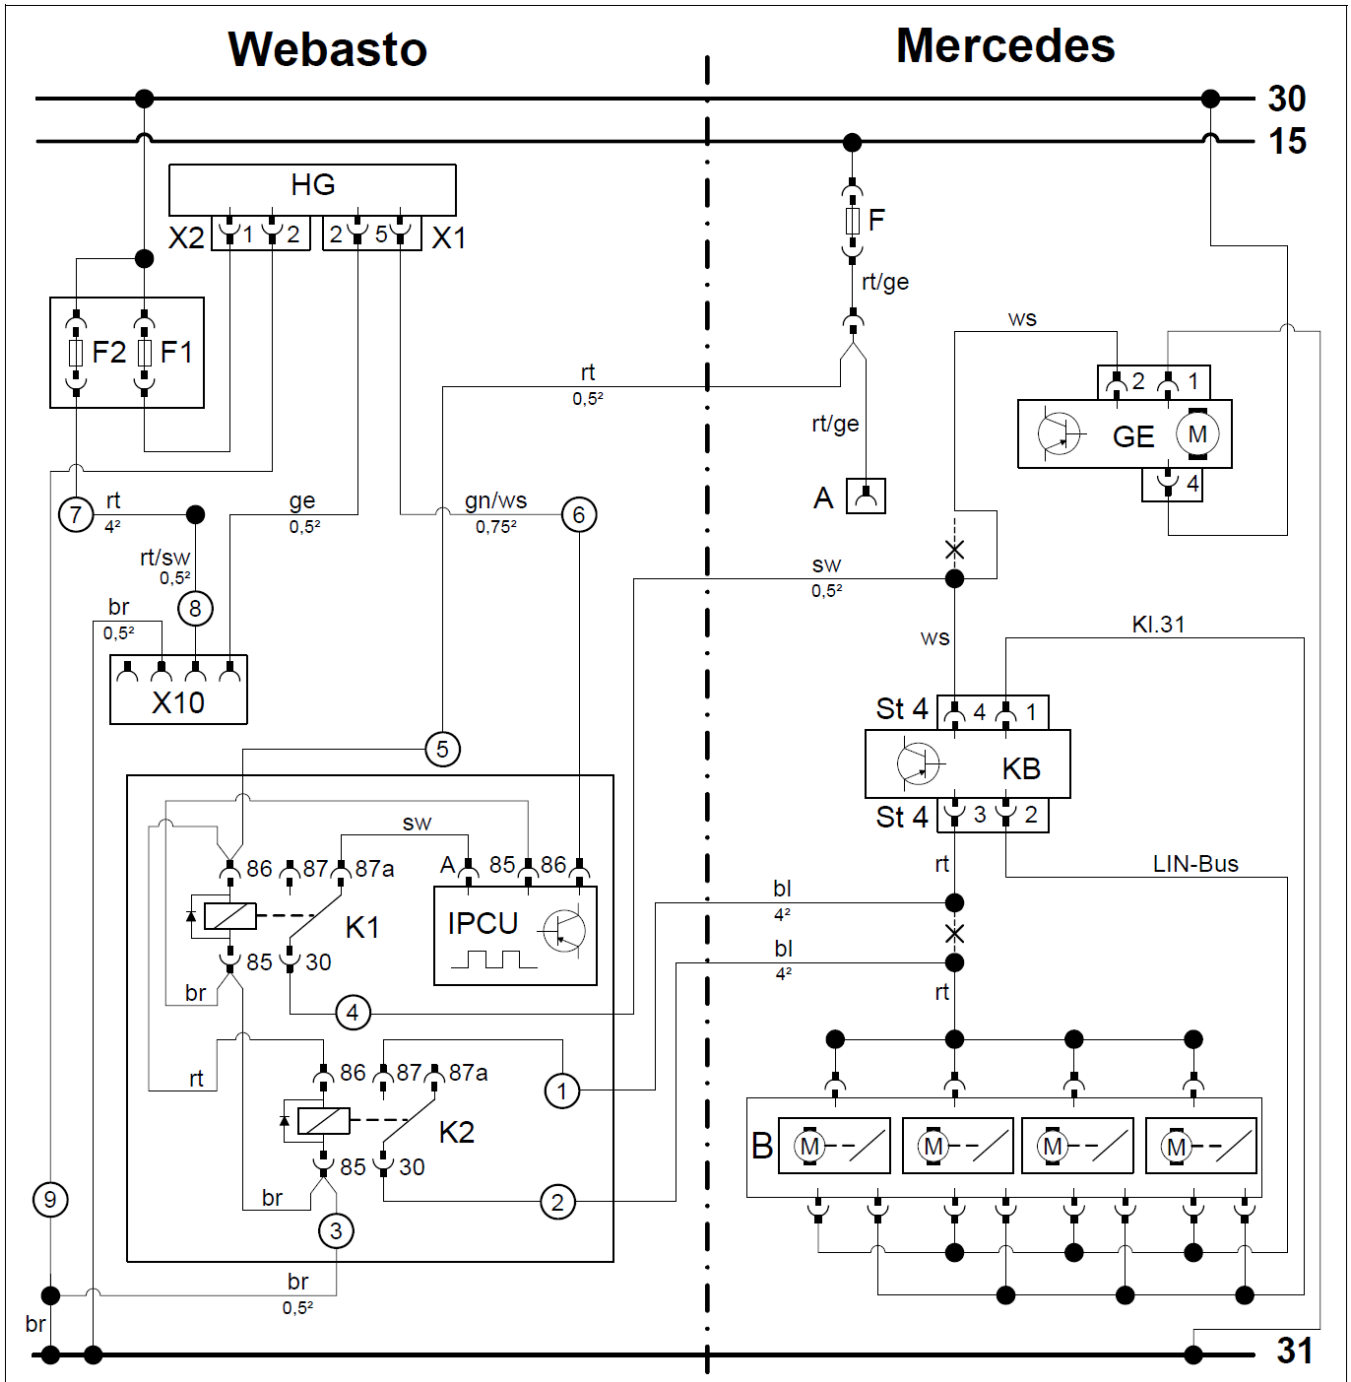 Webasto
Mercedes
30
15
HG
X2 1 2 2 5 X1
F
rt/ge
ws
F2 F1
rt
0,5²
rt/ge
2 1
GE M
4
A
7 rt
4²
ge
0,5²
gn/ws
0,75²
6
rt/sw
0,5²
8
sw
0,5²
br
0,5²
ws
Kl.31
X10
St 4 4 1
KB
St 4 3 2
5
sw
86 87 87a A 85 86
rt
LIN-Bus
K1
IPCU
bl
4²
bl
4²
85 30
br
4
rt
rt
86 87 87a
1
K2
B M M M M
85 30
br
2
9
3
br
0,5²
br
31